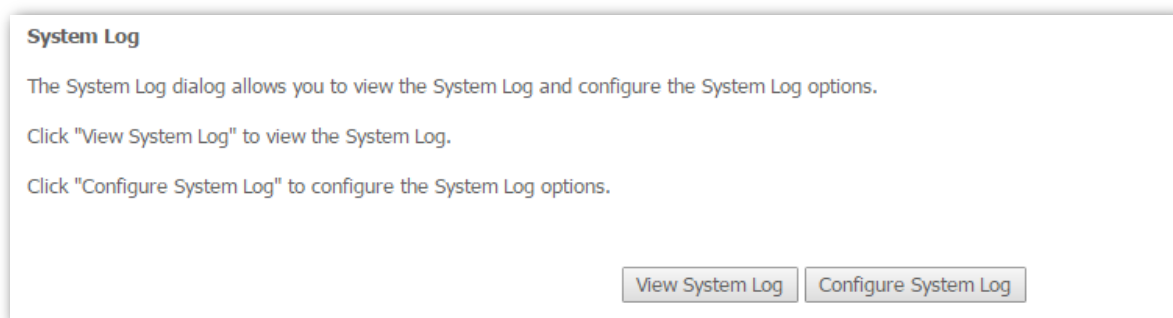 System Log
The System Log dialog allows you to view the System Log and configure the System Log options.
Click "View System Log" to view the System Log.
Click "Configure System Log" to configure the System Log options.
View System Log Configure System Log